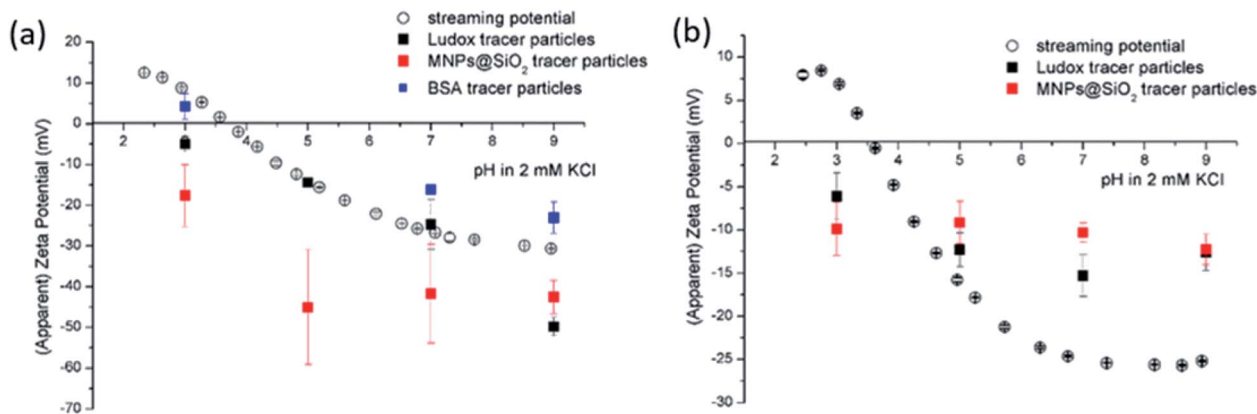 (a)
streaming potential
Ludox tracer particles
MNPs@SiO₂ tracer particles
BSA tracer particles
(Apparent) Zeta Potential (mV)
20
10
0
-10
-20
-30
-40
-50
-60
-70
2 3 4 5 6 7 8 9
pH in 2 mM KCl
(b)
streaming potential
Ludox tracer particles
MNPs@SiO₂ tracer particles
(Apparent) Zeta Potential (mV)
10
5
0
-5
-10
-15
-20
-25
-30
2 3 4 5 6 7 8 9
pH in 2 mM KCl